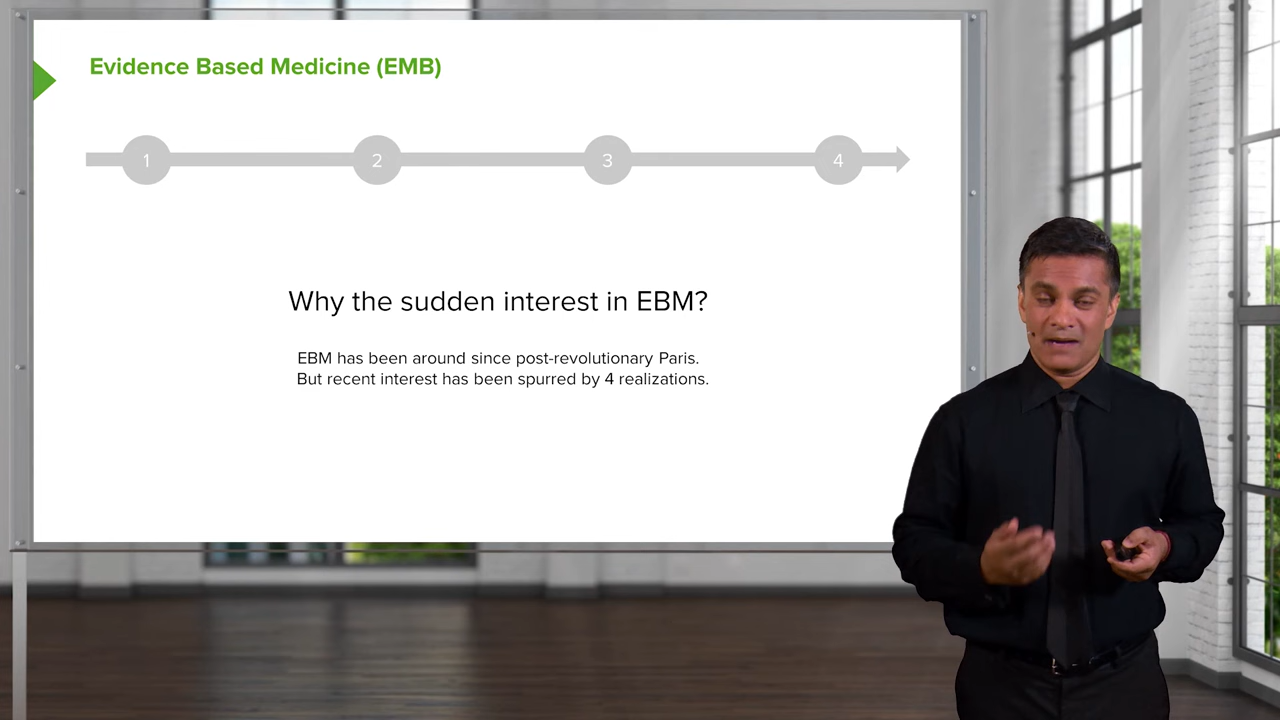 Evidence Based Medicine (EMB)
1 2 3 4
Why the sudden interest in EBM?
EBM has been around since post-revolutionary Paris.
But recent interest has been spurred by 4 realizations.